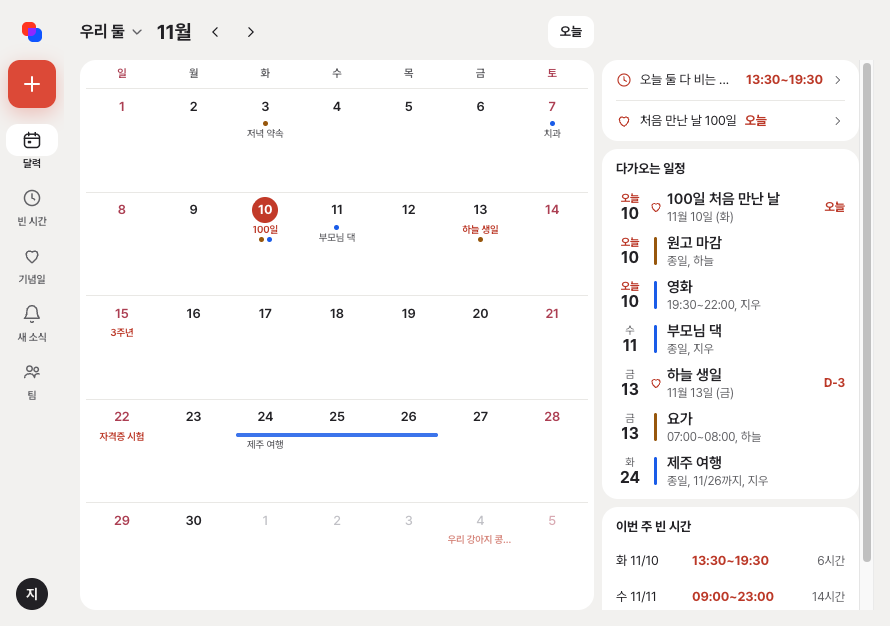 우리 둘
11월
오늘
달력
빈 시간
기념일
새 소식
팀
지
일 월 화 수 목 금 토
1 2 3 4 5 6 7
저녁 약속 치과
8 9 10 11 12 13 14
100일 부모님 댁 하늘 생일
15 16 17 18 19 20 21
3주년
22 23 24 25 26 27 28
자격증 시험 제주 여행
29 30 1 2 3 4 5
우리 강아지 콩...
오늘 둘 다 비는 ... 13:30~19:30
처음 만난 날 100일 오늘
다가오는 일정
오늘 10 100일 처음 만난 날 오늘
11월 10일 (화)
오늘 10 원고 마감
종일, 하늘
오늘 10 영화
19:30~22:00, 지우
수 11 부모님 댁
종일, 지우
금 13 하늘 생일 D-3
11월 13일 (금)
금 13 요가
07:00~08:00, 하늘
화 24 제주 여행
종일, 11/26까지, 지우
이번 주 빈 시간
화 11/10 13:30~19:30 6시간
수 11/11 09:00~23:00 14시간